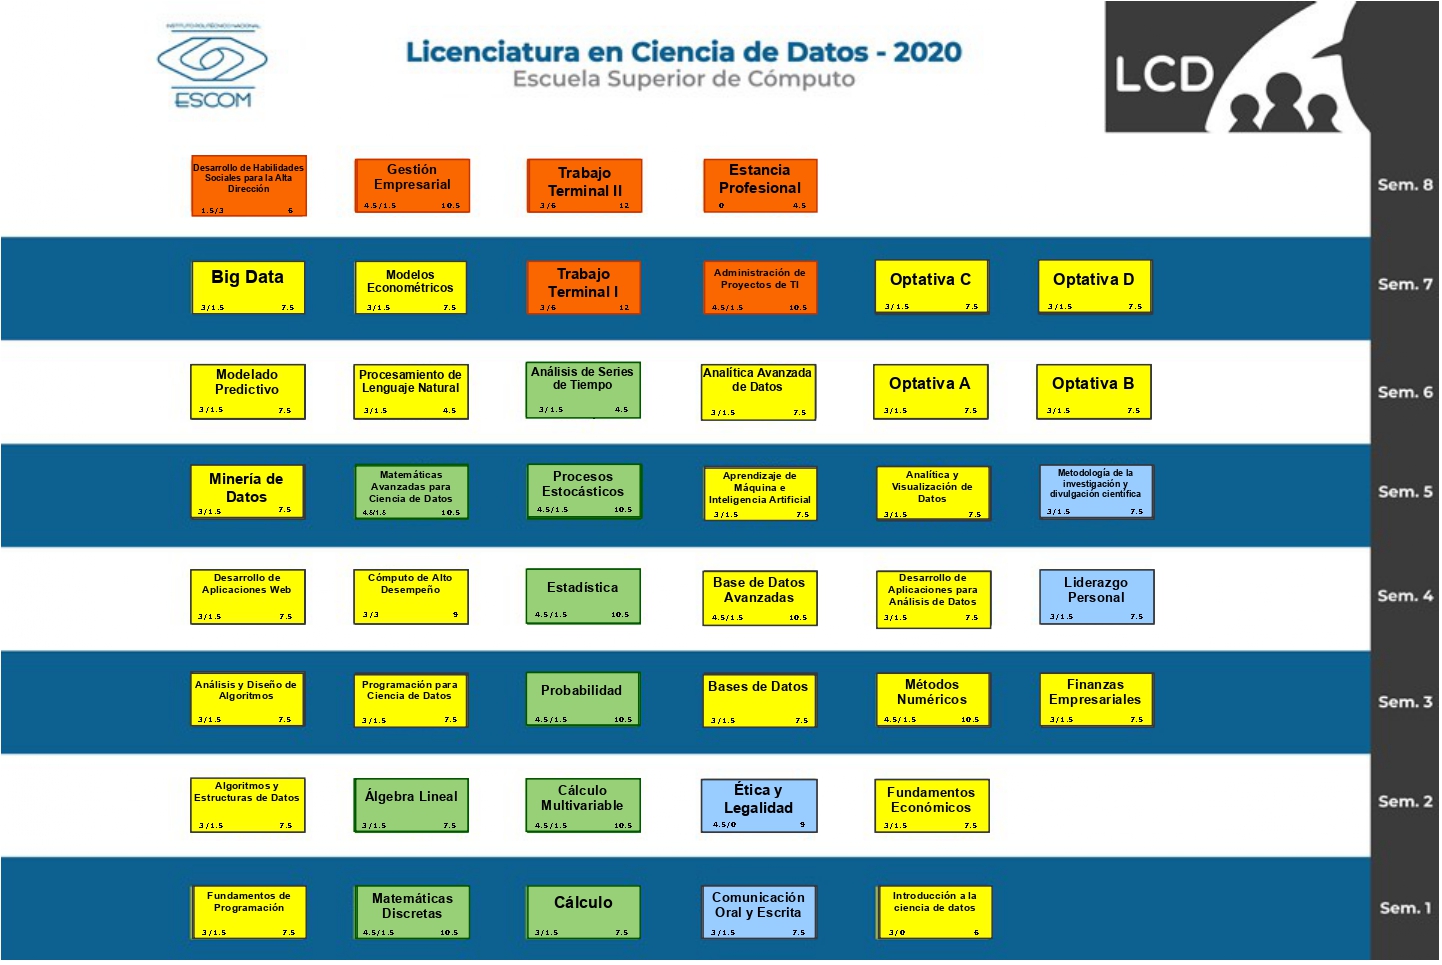 INSTITUTO POLITÉCNICO NACIONAL
ESCOM
Licenciatura en Ciencia de Datos - 2020
Escuela Superior de Cómputo
LCD
Desarrollo de Habilidades
Sociales para la Alta
Dirección
1.5/3 6
Gestión
Empresarial
4.5/1.5 10.5
Trabajo
Terminal II
3/6 12
Estancia
Profesional
0 4.5
Sem. 8
Big Data
3/1.5 7.5
Modelos
Econométricos
3/1.5 7.5
Trabajo
Terminal I
3/6 12
Administración de
Proyectos de TI
4.5/1.5 10.5
Optativa C
3/1.5 7.5
Optativa D
3/1.5 7.5
Sem. 7
Modelado
Predictivo
3/1.5 7.5
Procesamiento de
Lenguaje Natural
3/1.5 4.5
Análisis de Series
de Tiempo
3/1.5 4.5
Analítica Avanzada
de Datos
3/1.5 7.5
Optativa A
3/1.5 7.5
Optativa B
3/1.5 7.5
Sem. 6
Minería de
Datos
3/1.5 7.5
Matemáticas
Avanzadas para
Ciencia de Datos
4.5/1.5 10.5
Procesos
Estocásticos
4.5/1.5 10.5
Aprendizaje de
Máquina e
Inteligencia Artificial
3/1.5 7.5
Analítica y
Visualización de
Datos
3/1.5 7.5
Metodología de la
investigación y
divulgación científica
3/1.5 7.5
Sem. 5
Desarrollo de
Aplicaciones Web
3/1.5 7.5
Cómputo de Alto
Desempeño
3/3 9
Estadística
4.5/1.5 10.5
Base de Datos
Avanzadas
4.5/1.5 10.5
Desarrollo de
Aplicaciones para
Análisis de Datos
3/1.5 7.5
Liderazgo
Personal
3/1.5 7.5
Sem. 4
Análisis y Diseño de
Algoritmos
3/1.5 7.5
Programación para
Ciencia de Datos
3/1.5 7.5
Probabilidad
4.5/1.5 10.5
Bases de Datos
3/1.5 7.5
Métodos
Numéricos
4.5/1.5 10.5
Finanzas
Empresariales
3/1.5 7.5
Sem. 3
Algoritmos y
Estructuras de Datos
3/1.5 7.5
Álgebra Lineal
3/1.5 7.5
Cálculo
Multivariable
4.5/1.5 10.5
Ética y
Legalidad
4.5/0 9
Fundamentos
Económicos
3/1.5 7.5
Sem. 2
Fundamentos de
Programación
3/1.5 7.5
Matemáticas
Discretas
4.5/1.5 10.5
Cálculo
3/1.5 7.5
Comunicación
Oral y Escrita
3/1.5 7.5
Introducción a la
ciencia de datos
3/0 6
Sem. 1